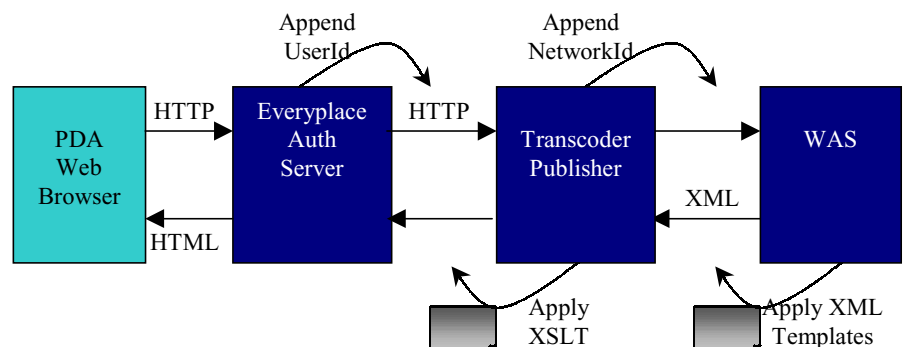 Append
UserId
Append
NetworkId
HTTP
Everyplace
Auth
Server
HTTP
PDA
Web
Browser
Transcoder
Publisher
WAS
XML
HTML
Apply
XSLT
Apply XML
Templates